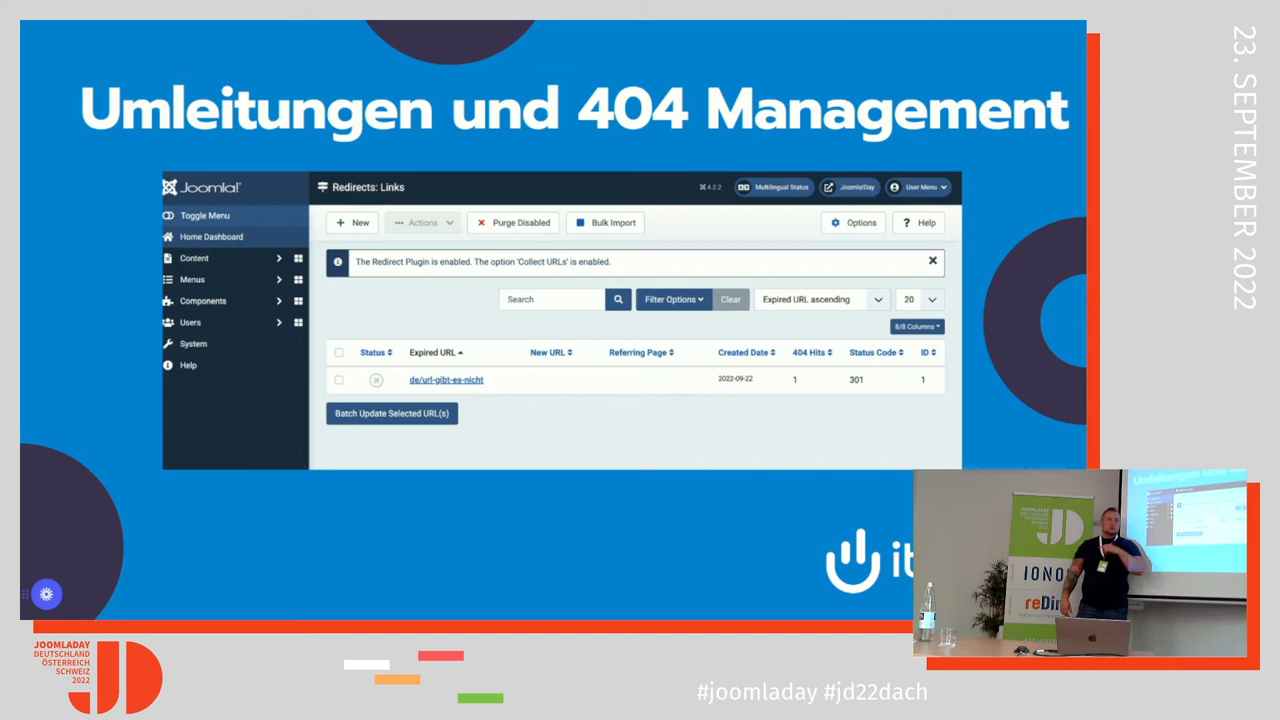 Umleitungen und 404 Management
Joomla!
Redirects: Links
4.2.2
Multilingual Status
JoomlaDay
User Menu
Toggle Menu
Home Dashboard
Content
Menus
Components
Users
System
Help
New
Actions
Purge Disabled
Bulk Import
Options
Help
The Redirect Plugin is enabled. The option 'Collect URLs' is enabled.
Search
Filter Options
Clear
Expired URL ascending
20
8/8 Columns
Status Expired URL New URL Referring Page Created Date 404 Hits Status Code ID
de/url-gibt-es-nicht 2022-09-22 1 301 1
Batch Update Selected URL(s)
23. SEPTEMBER 2022
JOOMLADAY
DEUTSCHLAND
ÖSTERREICH
SCHWEIZ
2022
JD
#joomladay #jd22dach